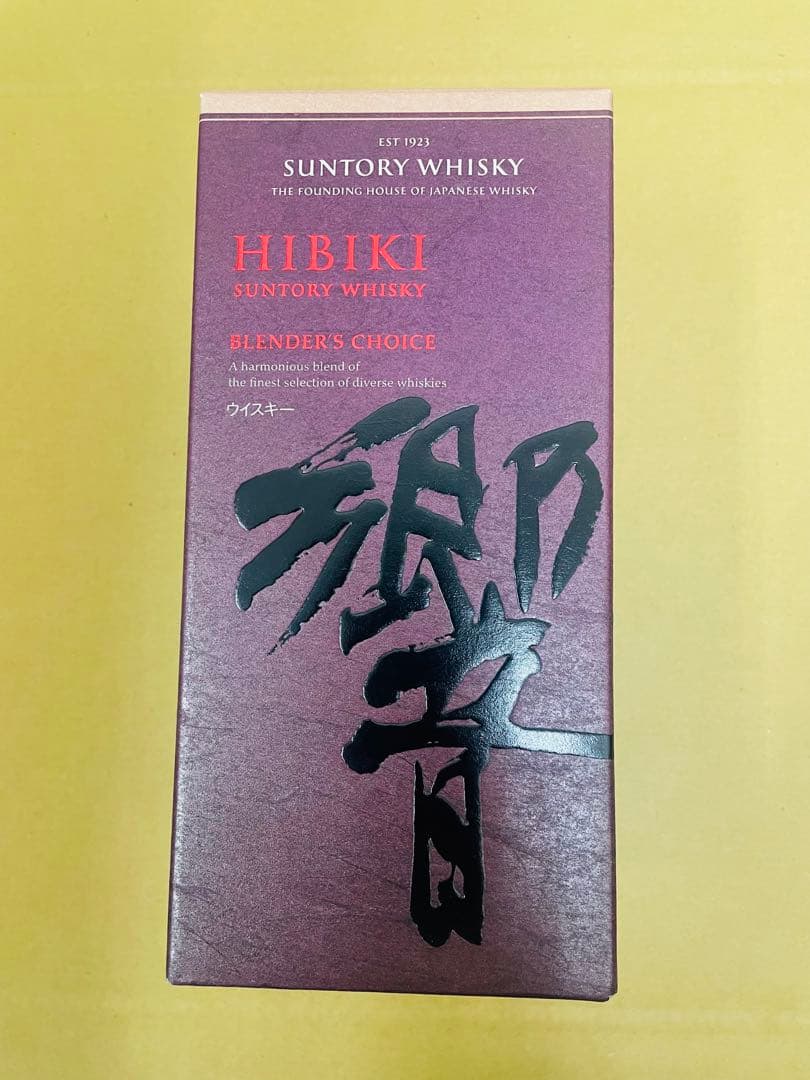 EST 1923
SUNTORY WHISKY
THE FOUNDING HOUSE OF JAPANESE WHISKY
HIBIKI
SUNTORY WHISKY
BLENDER'S CHOICE
A harmonious blend of
the finest selection of diverse whiskies
ウイスキー
響